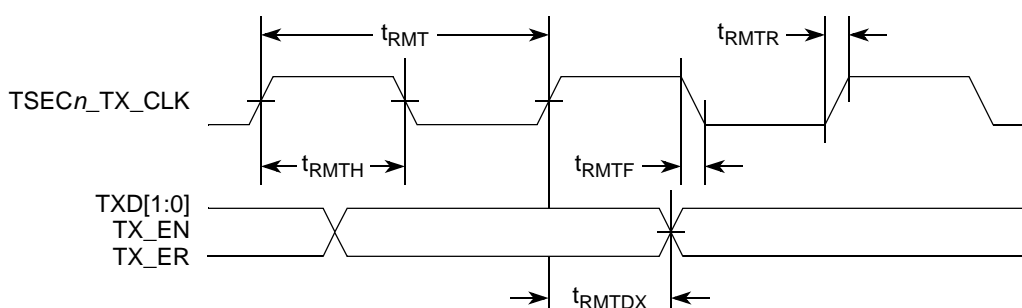 tRMT
tRMTR
TSECn_TX_CLK
tRMTH
tRMTF
TXD[1:0]
TX_EN
TX_ER
tRMTDX